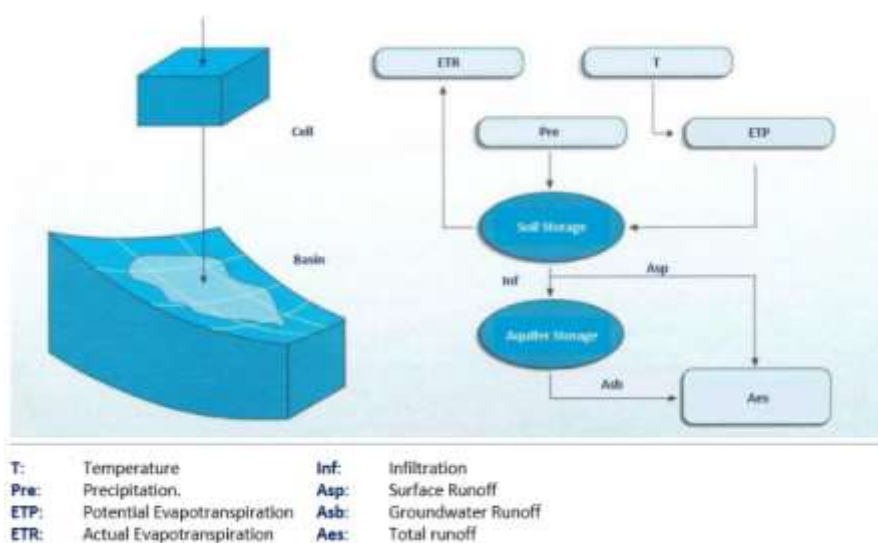 ETR
T
Cell
Pre
ETP
Soil Storage
Basin
Inf
Asp
Aquifer Storage
Asb
Aes
T: Temperature Inf: Infiltration
Pre: Precipitation. Asp: Surface Runoff
ETP: Potential Evapotranspiration Asb: Groundwater Runoff
ETR: Actual Evapotranspiration Aes: Total runoff